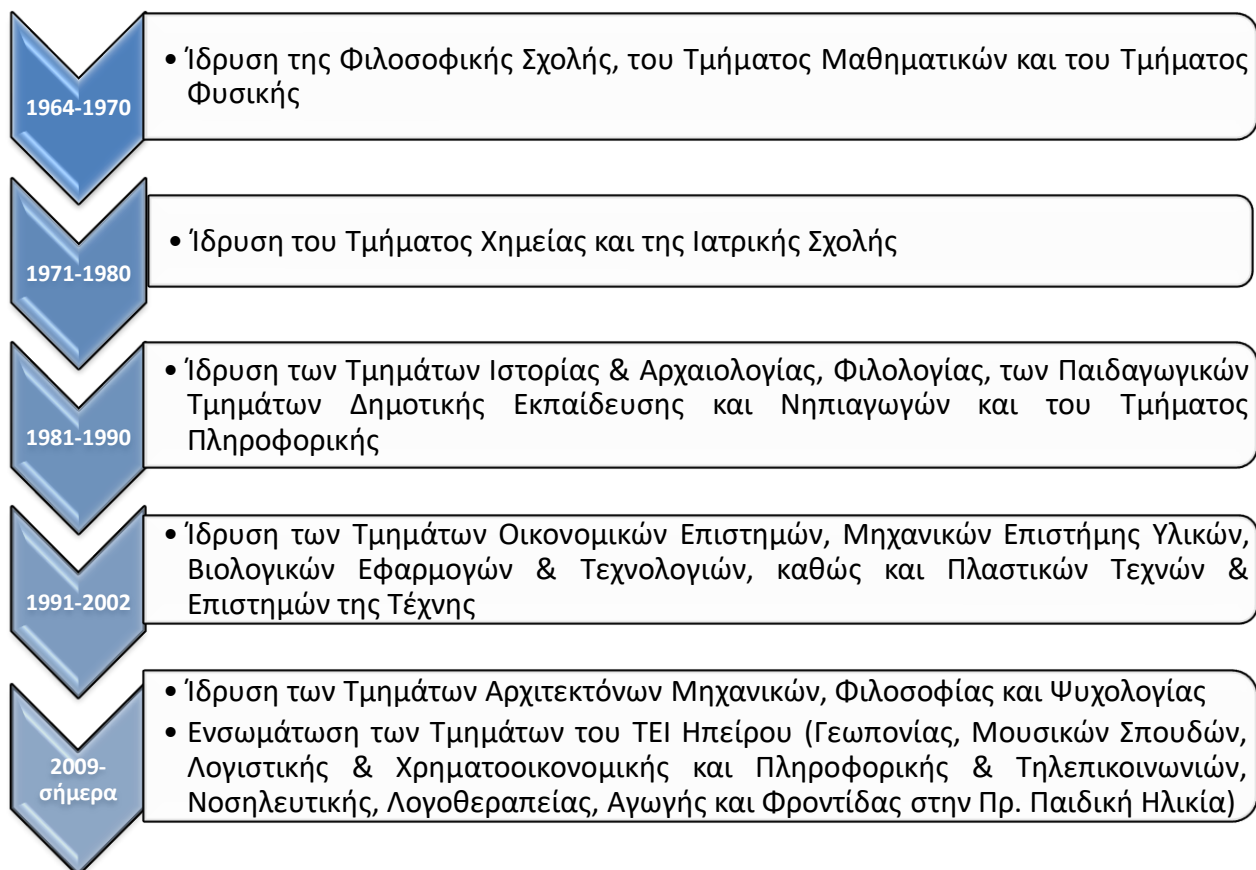 1964-1970
• Ίδρυση της Φιλοσοφικής Σχολής, του Τμήματος Μαθηματικών και του Τμήματος
Φυσικής
1971-1980
• Ίδρυση του Τμήματος Χημείας και της Ιατρικής Σχολής
1981-1990
• Ίδρυση των Τμημάτων Ιστορίας & Αρχαιολογίας, Φιλολογίας, των Παιδαγωγικών
Τμημάτων Δημοτικής Εκπαίδευσης και Νηπιαγωγών και του Τμήματος
Πληροφορικής
1991-2002
• Ίδρυση των Τμημάτων Οικονομικών Επιστημών, Μηχανικών Επιστήμης Υλικών,
Βιολογικών Εφαρμογών & Τεχνολογιών, καθώς και Πλαστικών Τεχνών &
Επιστημών της Τέχνης
2009-
σήμερα
• Ίδρυση των Τμημάτων Αρχιτεκτόνων Μηχανικών, Φιλοσοφίας και Ψυχολογίας
• Ενσωμάτωση των Τμημάτων του ΤΕΙ Ηπείρου (Γεωπονίας, Μουσικών Σπουδών,
Λογιστικής & Χρηματοοικονομικής και Πληροφορικής & Τηλεπικοινωνιών,
Νοσηλευτικής, Λογοθεραπείας, Αγωγής και Φροντίδας στην Πρ. Παιδική Ηλικία)